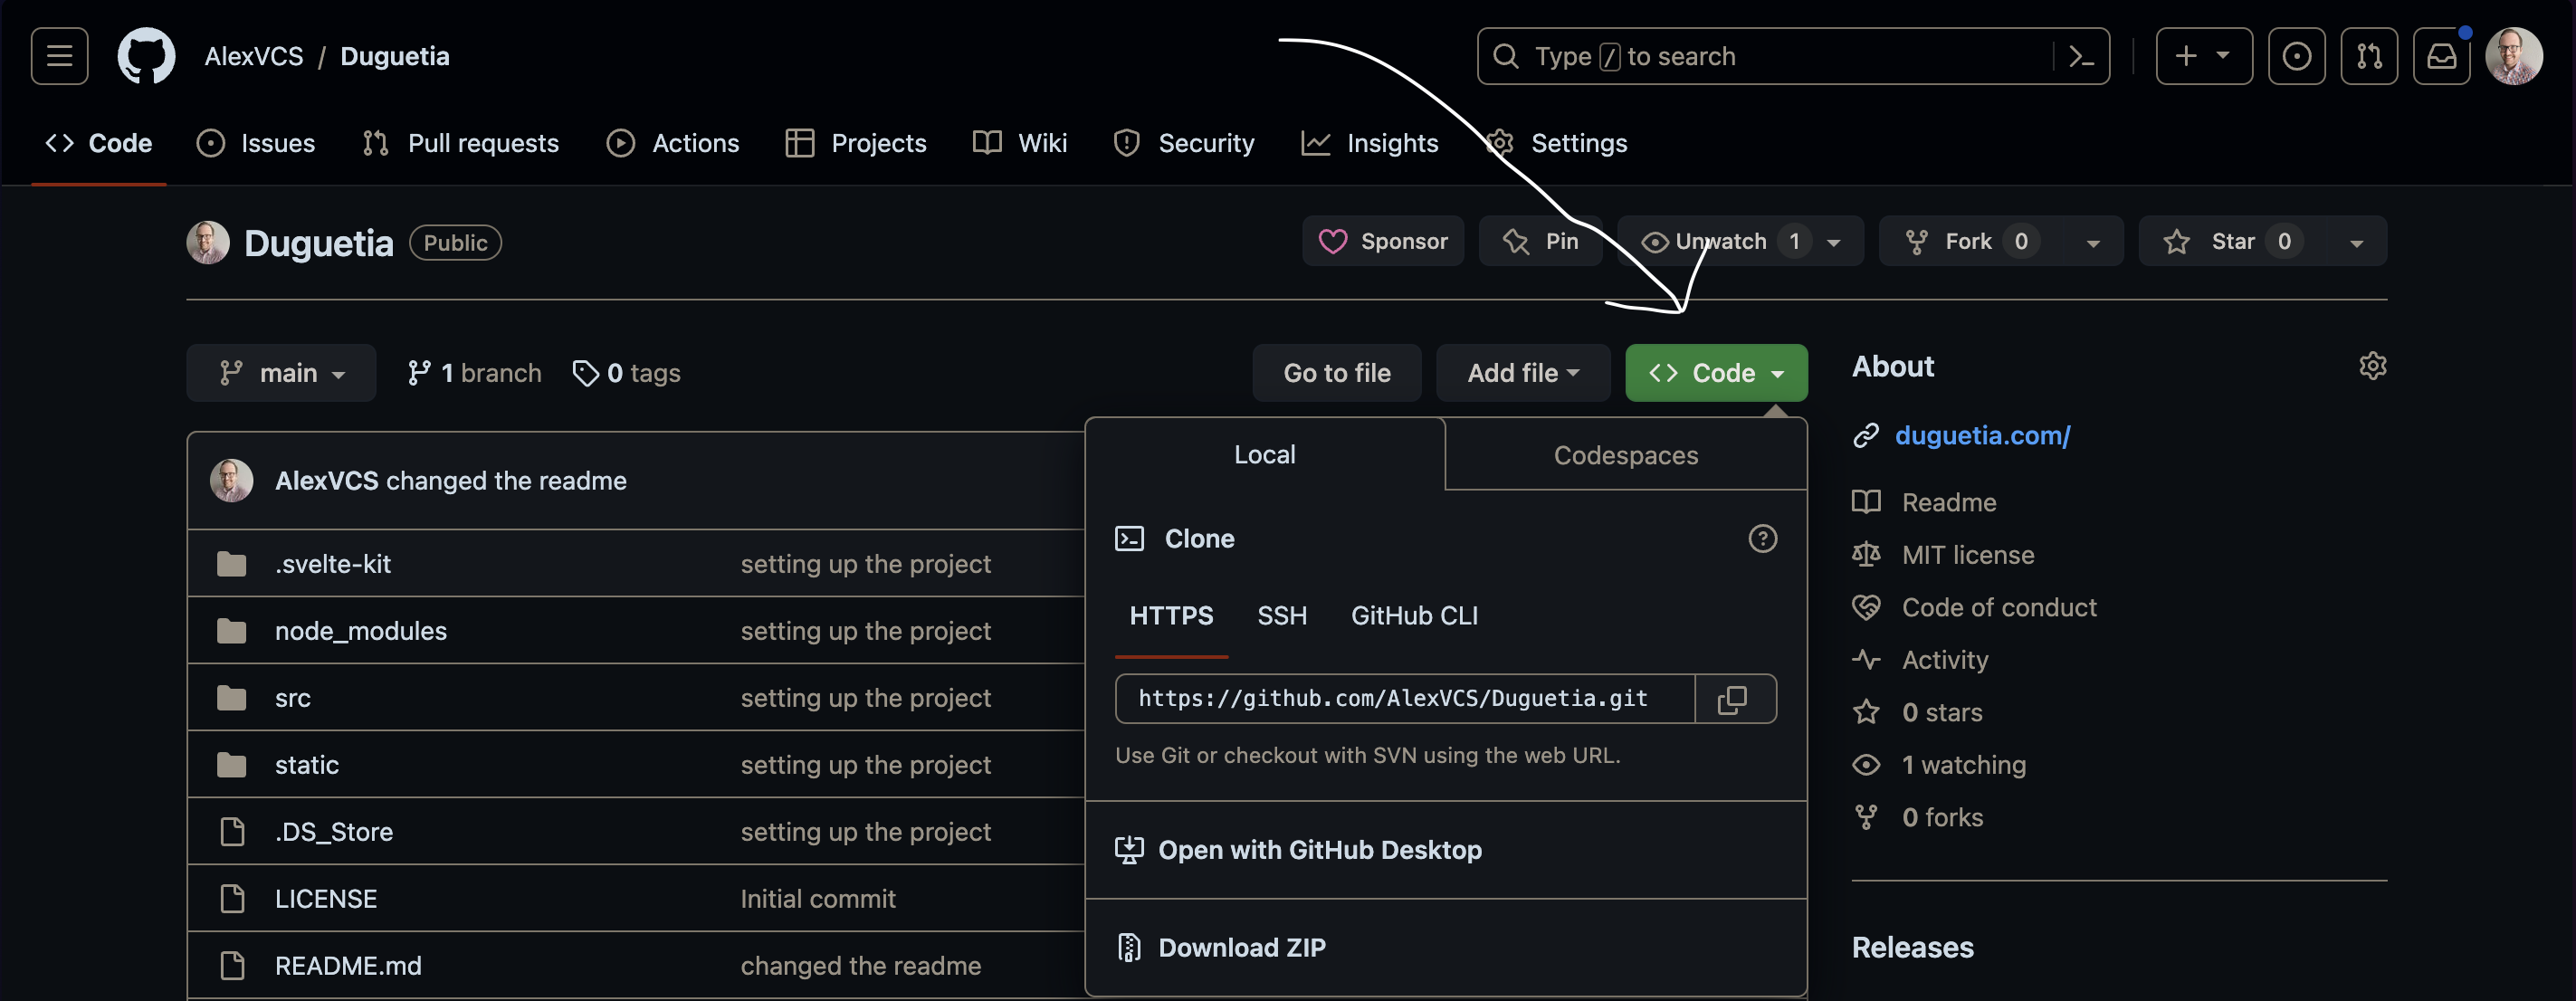 AlexVCS / Duguetia
Type / to search
Code Issues Pull requests Actions Projects Wiki Security Insights Settings
Duguetia Public
Sponsor Pin Unwatch 1 Fork 0 Star 0
main 1 branch 0 tags
Go to file Add file Code
AlexVCS changed the readme
.svelte-kit setting up the project
node_modules setting up the project
src setting up the project
static setting up the project
.DS_Store setting up the project
LICENSE Initial commit
README.md changed the readme
Local Codespaces
Clone
HTTPS SSH GitHub CLI
https://github.com/AlexVCS/Duguetia.git
Use Git or checkout with SVN using the web URL.
Open with GitHub Desktop
Download ZIP
About
duguetia.com/
Readme
MIT license
Code of conduct
Activity
0 stars
1 watching
0 forks
Releases